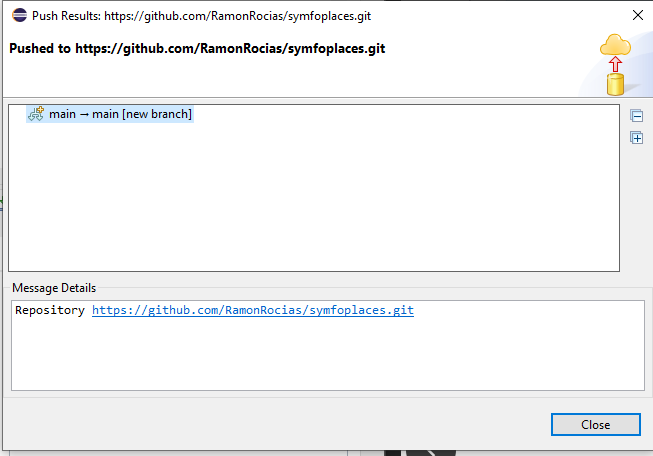 Push Results: https://github.com/RamonRocias/symfoplaces.git
Pushed to https://github.com/RamonRocias/symfoplaces.git
main → main [new branch]
Message Details
Repository https://github.com/RamonRocias/symfoplaces.git
Close